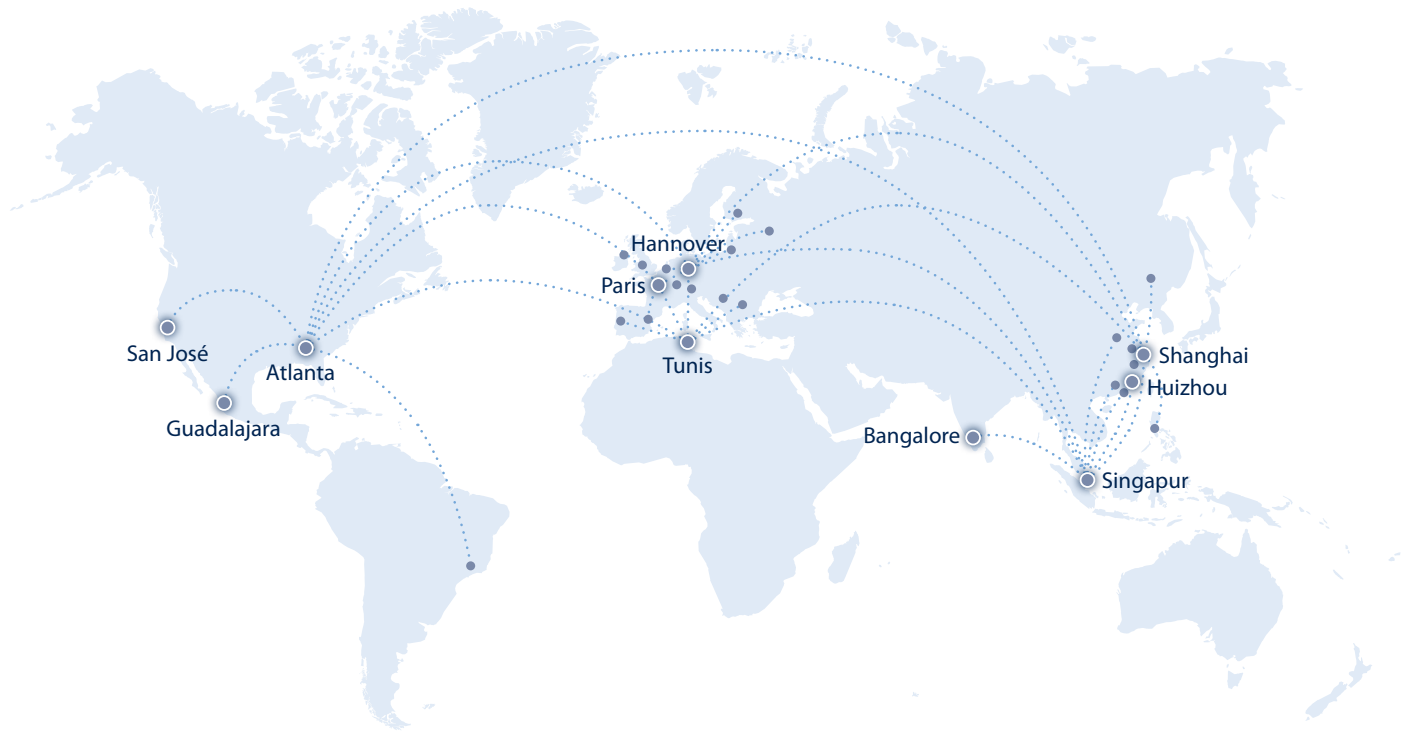 Hannover
Paris
San José
Atlanta
Tunis
Shanghai
Huizhou
Guadalajara
Bangalore
Singapur